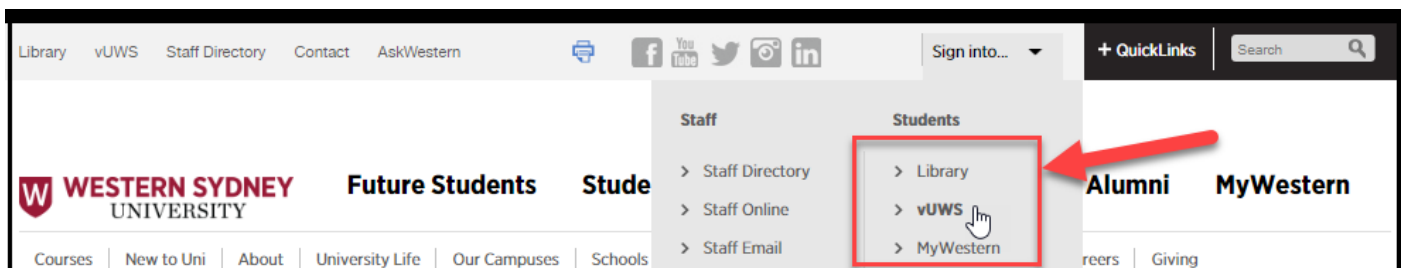 Library vUWS Staff Directory Contact AskWestern Sign into... + QuickLinks Search
You
Tube
Staff Students
> Staff Directory > Library
W WESTERN SYDNEY
UNIVERSITY
Future Students Stude Alumni MyWestern
> Staff Online > vUWS
> Staff Email > MyWestern
Courses New to Uni About University Life Our Campuses Schools reers Giving